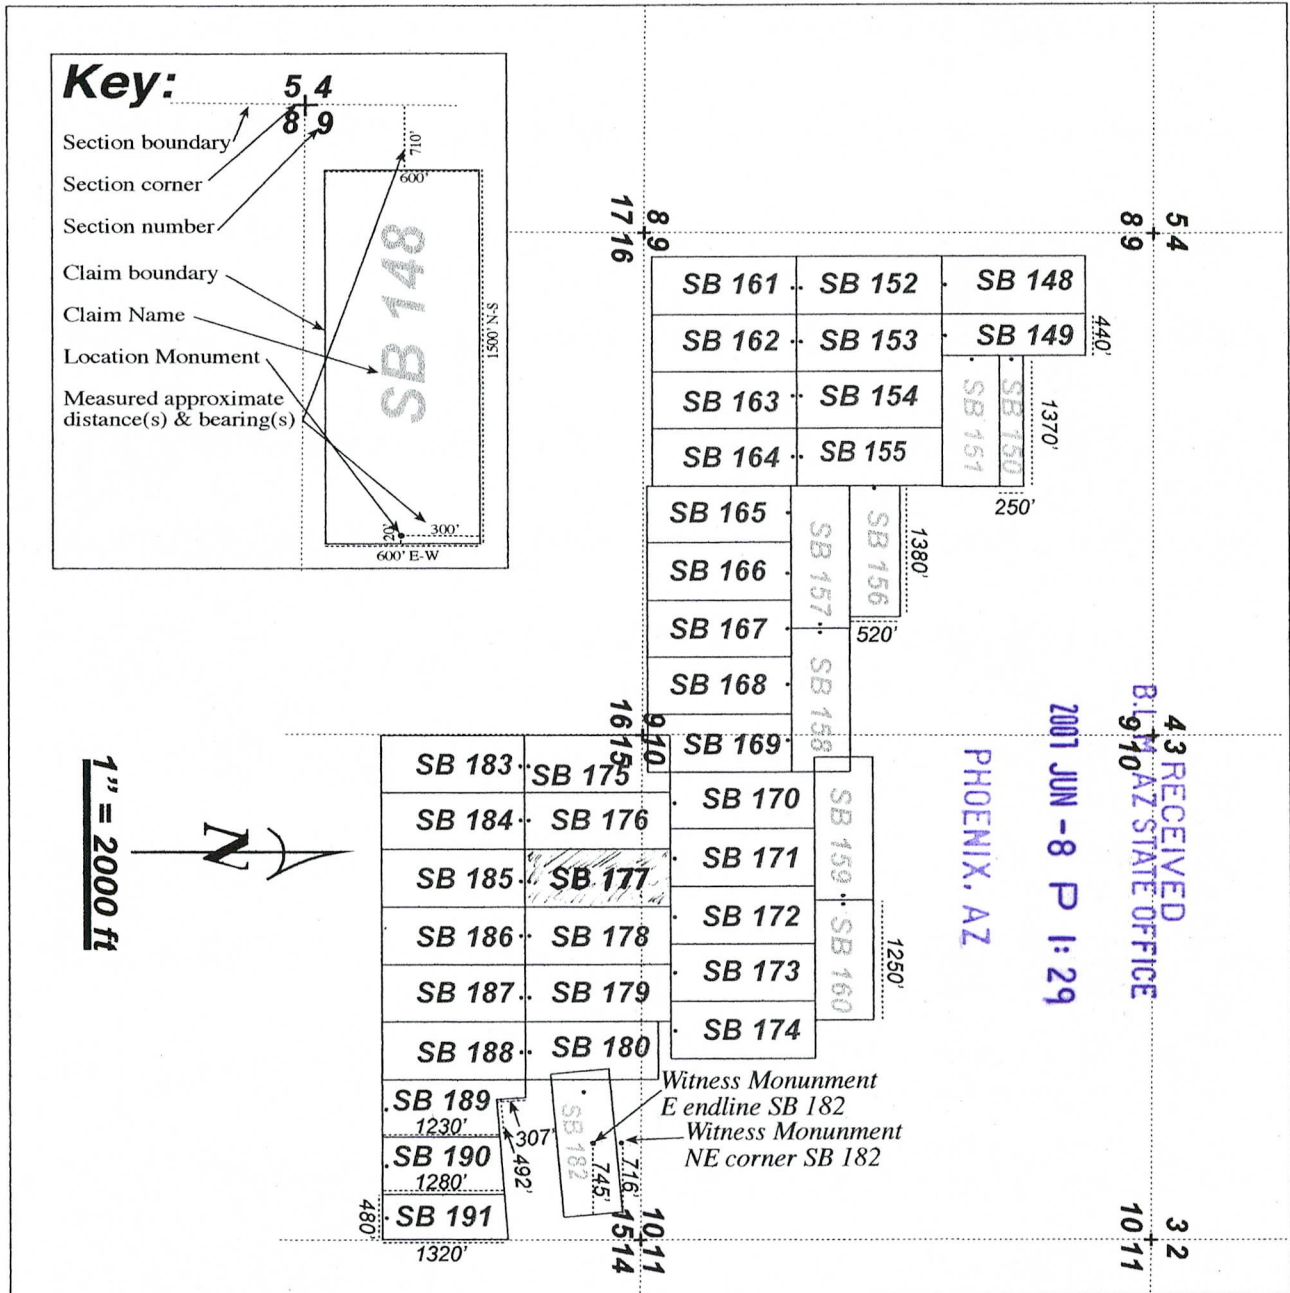 Key:
5 4
8 9
Section boundary
Section corner
Section number
Claim boundary
Claim Name
Location Monument
Measured approximate
distance(s) & bearing(s)
710'
600'
SB 148
1500' N-S
20'
300'
600' E-W
17 8
16 9
8 5
9 4
SB 161
SB 152
SB 148
SB 162
SB 153
SB 149
440'
SB 163
SB 154
SB 151
SB 150
1370'
SB 164
SB 155
250'
SB 165
SB 157
SB 156
1380'
SB 166
SB 167
520'
SB 168
SB 158
SB 169
16 9
15 10
9 4
10 3
RECEIVED
B.L.M. AZ STATE OFFICE
2001 JUN -8 P 1:29
PHOENIX, AZ
SB 183
SB 175
SB 170
SB 159
SB 184
SB 176
SB 171
SB 185
SB 177
SB 172
SB 160
1250'
SB 186
SB 178
SB 173
SB 187
SB 179
SB 174
SB 188
SB 180
N
1" = 2000 ft
Witness Monunment
E endline SB 182
Witness Monunment
NE corner SB 182
SB 189
1230'
307'
492'
SB 182
745'
716'
SB 190
1280'
SB 191
480'
1320'
15 10
14 11
10 3
11 2